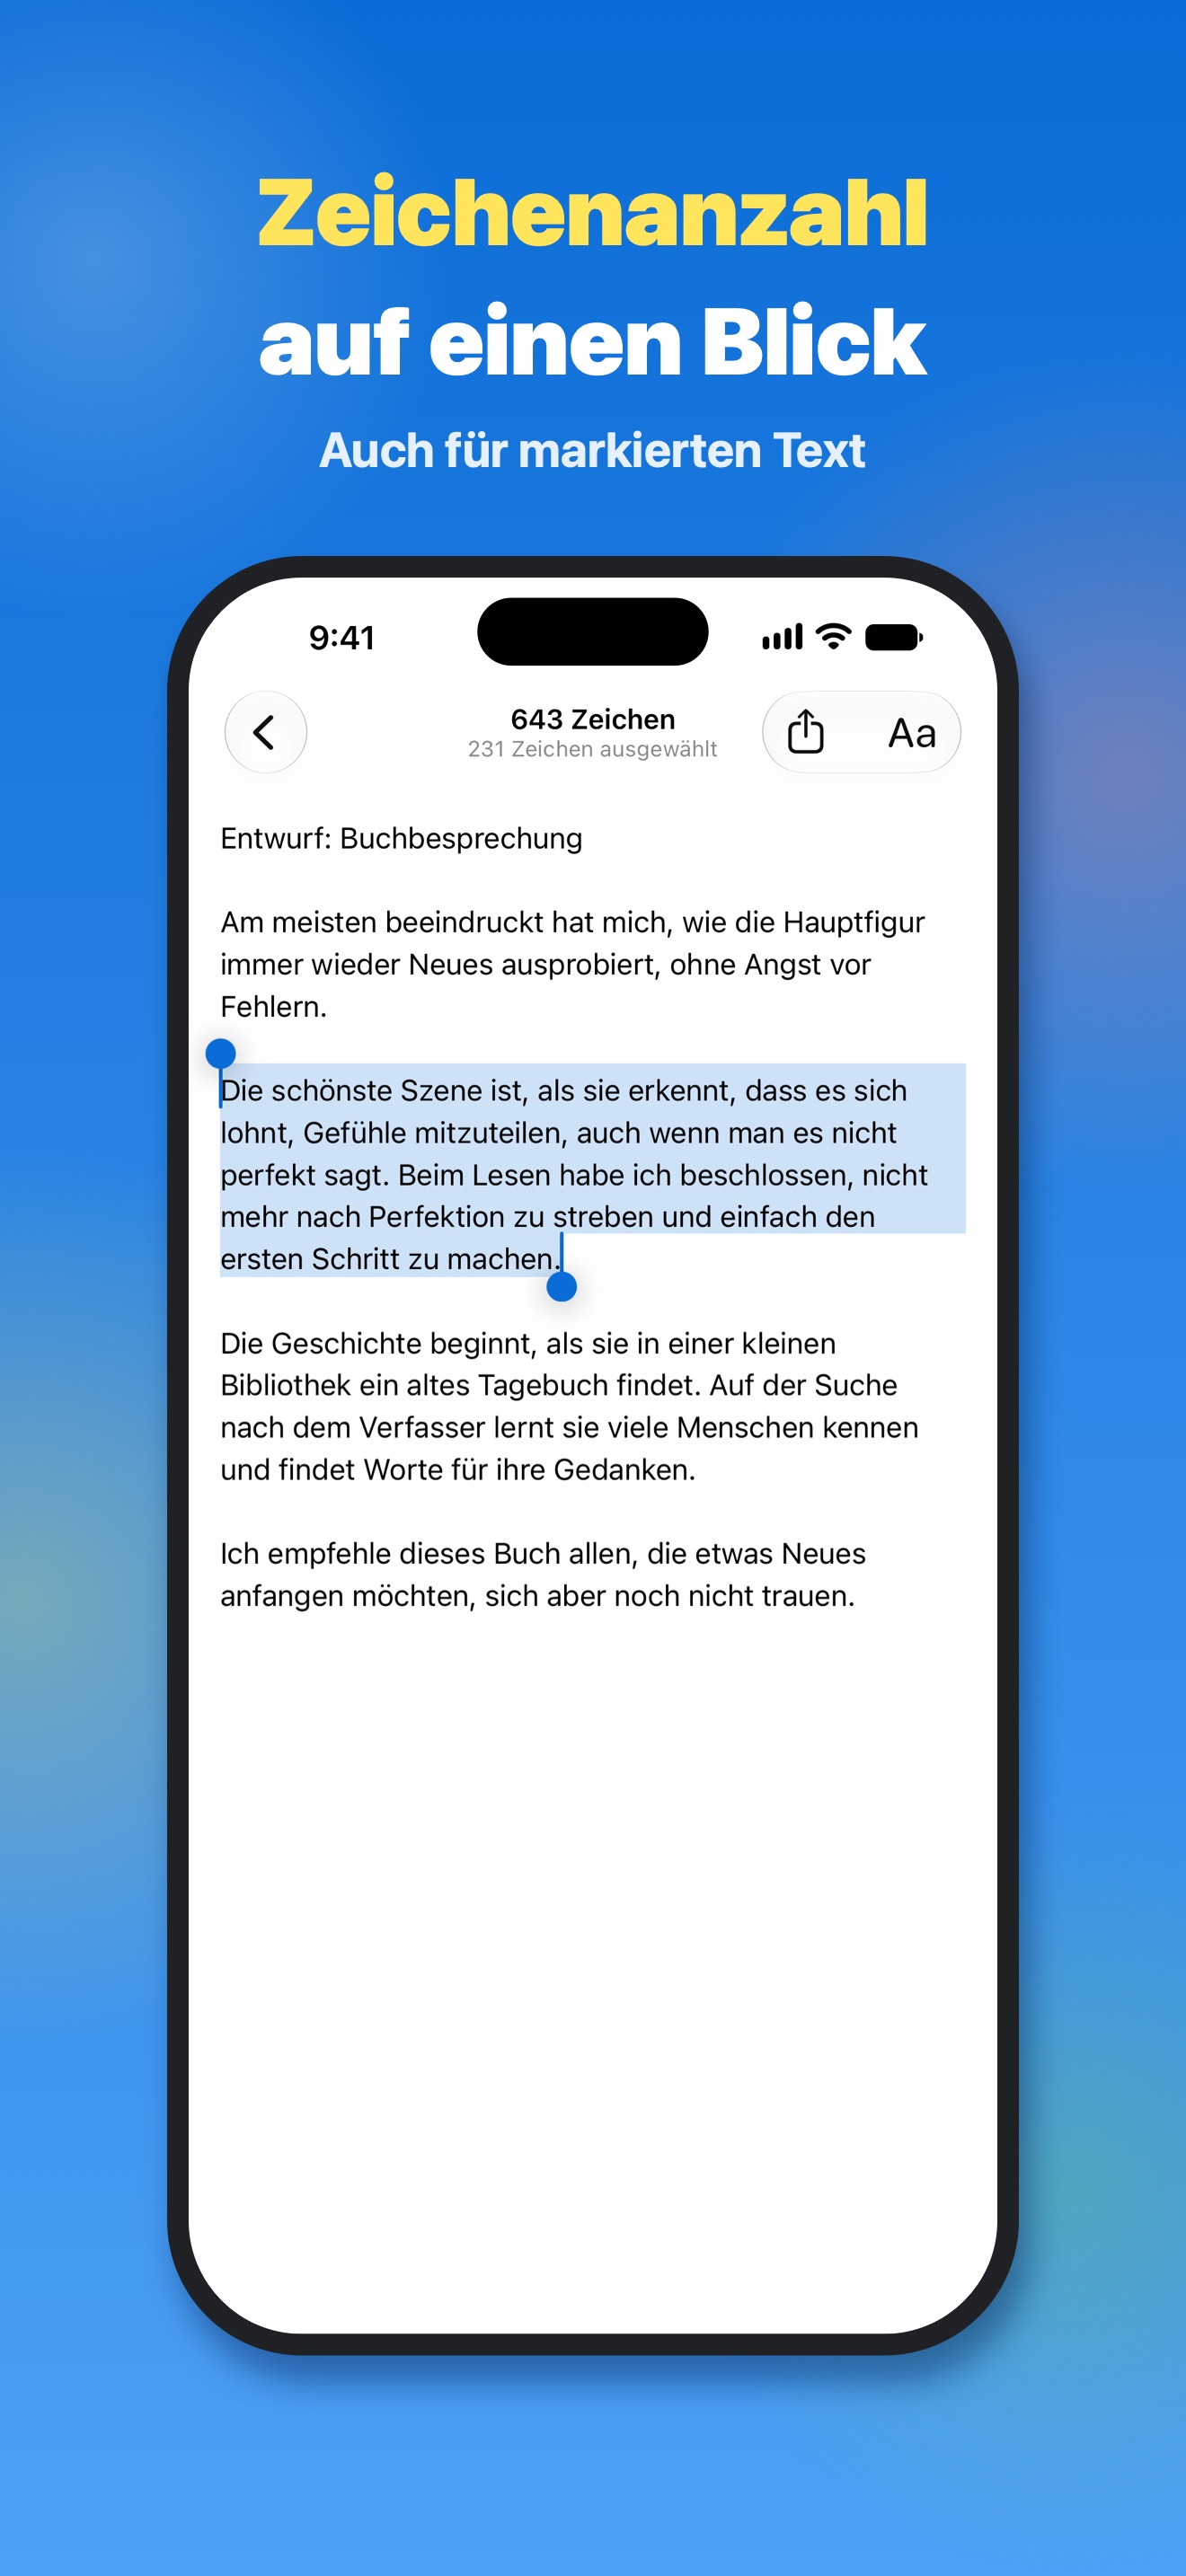 Zeichenanzahl
auf einen Blick
Auch für markierten Text
9:41
643 Zeichen
231 Zeichen ausgewählt
Aa
Entwurf: Buchbesprechung
Am meisten beeindruckt hat mich, wie die Hauptfigur
immer wieder Neues ausprobiert, ohne Angst vor
Fehlern.
Die schönste Szene ist, als sie erkennt, dass es sich
lohnt, Gefühle mitzuteilen, auch wenn man es nicht
perfekt sagt. Beim Lesen habe ich beschlossen, nicht
mehr nach Perfektion zu streben und einfach den
ersten Schritt zu machen.
Die Geschichte beginnt, als sie in einer kleinen
Bibliothek ein altes Tagebuch findet. Auf der Suche
nach dem Verfasser lernt sie viele Menschen kennen
und findet Worte für ihre Gedanken.
Ich empfehle dieses Buch allen, die etwas Neues
anfangen möchten, sich aber noch nicht trauen.